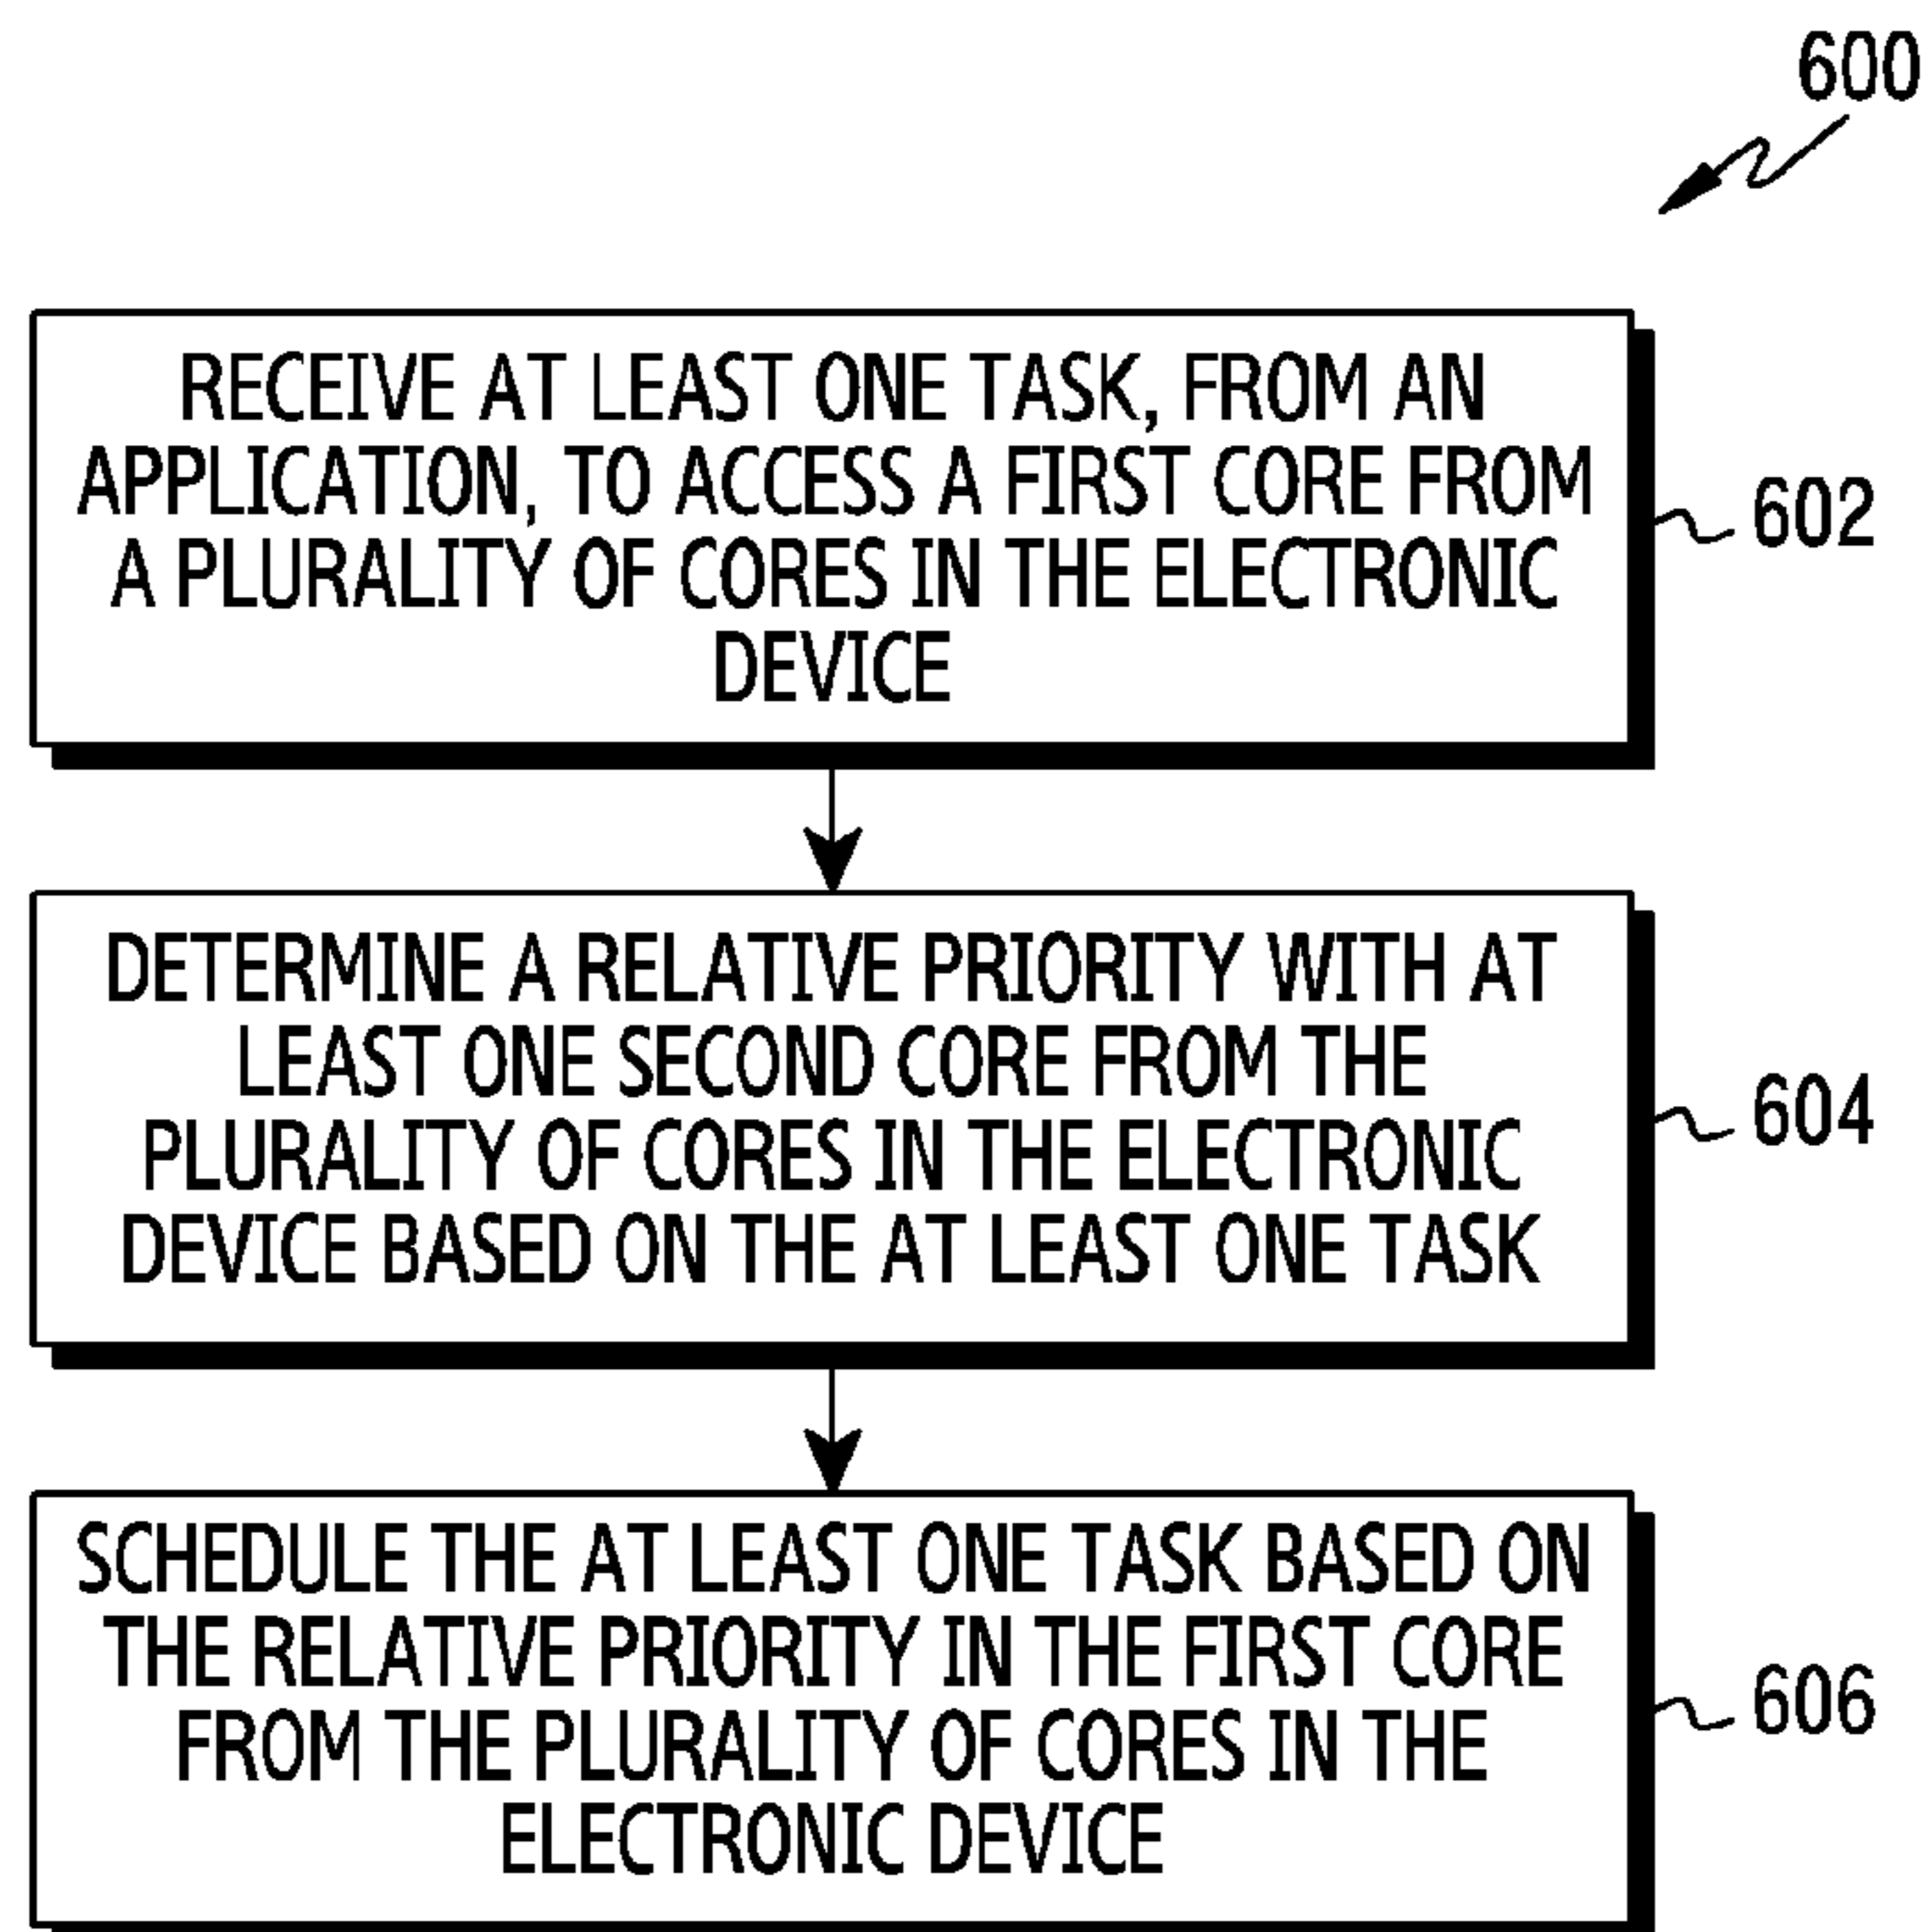 600
RECEIVE AT LEAST ONE TASK, FROM AN
APPLICATION, TO ACCESS A FIRST CORE FROM
A PLURALITY OF CORES IN THE ELECTRONIC
DEVICE
602
DETERMINE A RELATIVE PRIORITY WITH AT
LEAST ONE SECOND CORE FROM THE
PLURALITY OF CORES IN THE ELECTRONIC
DEVICE BASED ON THE AT LEAST ONE TASK
604
SCHEDULE THE AT LEAST ONE TASK BASED ON
THE RELATIVE PRIORITY IN THE FIRST CORE
FROM THE PLURALITY OF CORES IN THE
ELECTRONIC DEVICE
606